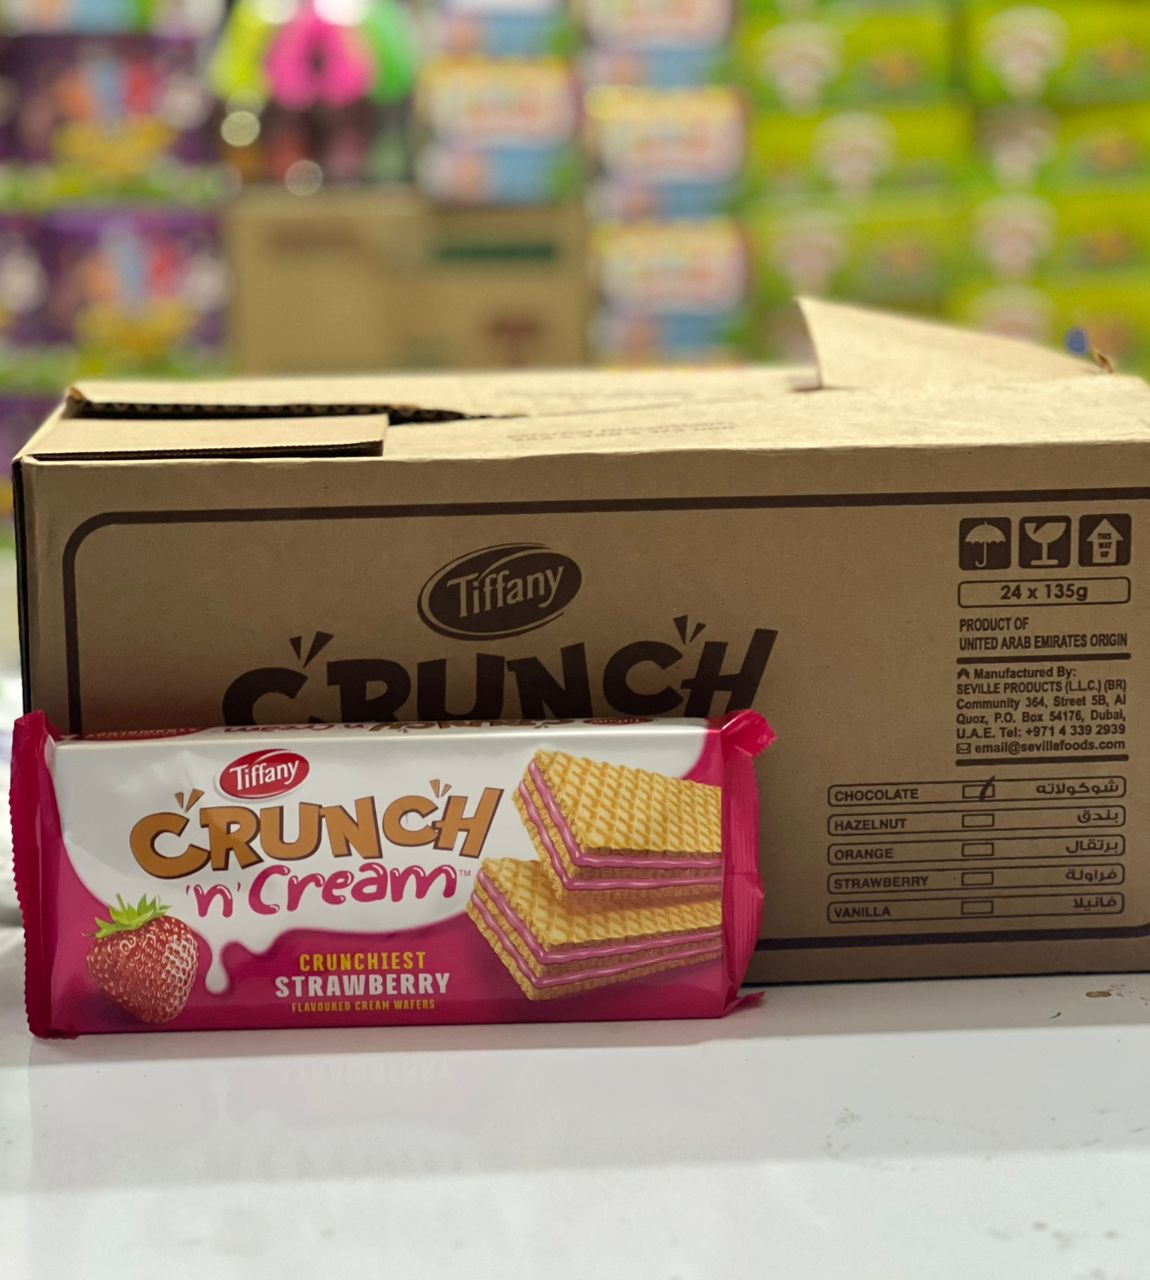 Tiffany
CRUNCH
THIS
WAY
UP
24 x 135g
PRODUCT OF
UNITED ARAB EMIRATES ORIGIN
Manufactured By:
SEVILLE PRODUCTS (L.L.C.) (BR)
Community 364, Street 5B, Al
Quoz, P.O. Box 54176, Dubai,
U.A.E. Tel: +971 4 339 2939
email@sevillefoods.com
CHOCOLATE شوكولاته
HAZELNUT بندق
ORANGE برتقال
STRAWBERRY فراولة
VANILLA فانيلا
Tiffany
CRUNCH
'n' Cream™
CRUNCHIEST
STRAWBERRY
FLAVOURED CREAM WAFERS